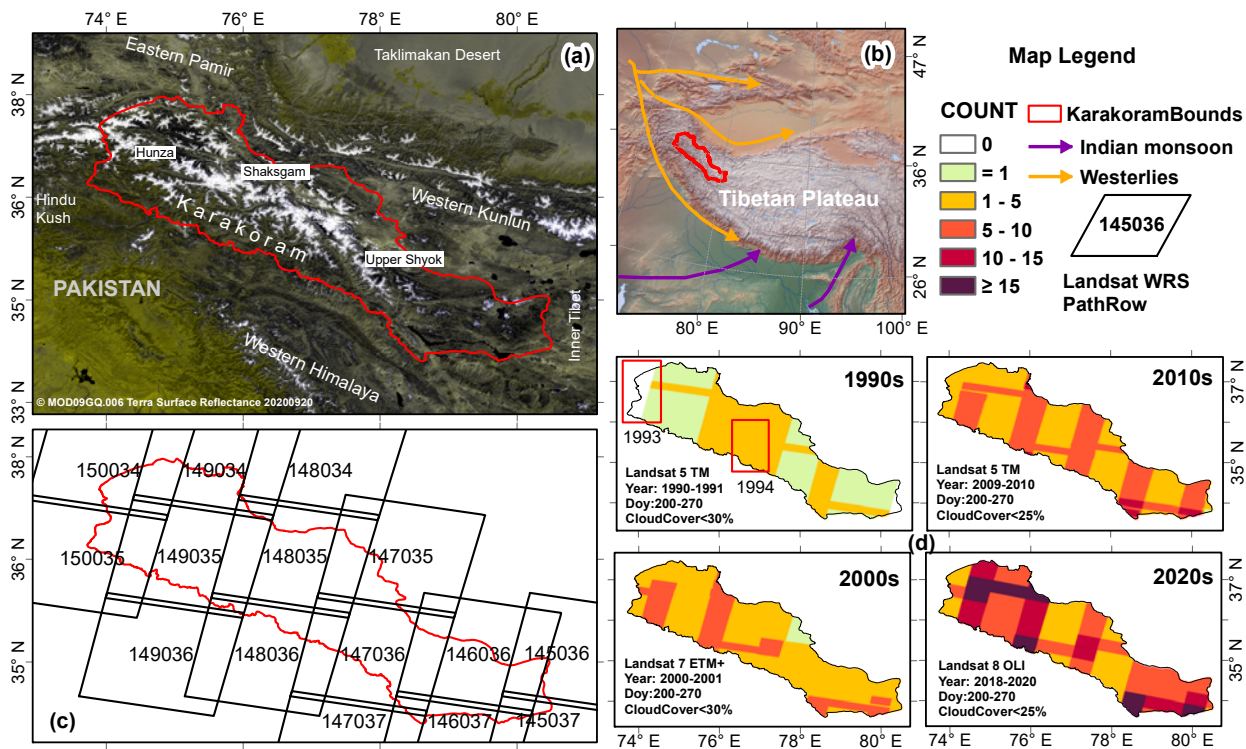 74° E
76° E
78° E
80° E
38° N
36° N
35° N
33° N
(a)
Eastern Pamir
Taklimakan Desert
Hunza
Shaksgam
Hindu
Kush
Karakoram
Western Kunlun
Upper Shyok
PAKISTAN
Western Himalaya
Inner Tibet
© MOD09GQ.006 Terra Surface Reflectance 20200920
(b)
Tibetan Plateau
47° N
36° N
26° N
80° E
90° E
100° E
Map Legend
COUNT
0
= 1
1 - 5
5 - 10
10 - 15
≥ 15
KarakoramBounds
Indian monsoon
Westerlies
145036
Landsat WRS
PathRow
38° N
36° N
35° N
150034
149034
148034
150035
149035
148035
147035
149036
148036
147036
146036
145036
147037
146037
145037
(c)
1990s
1993
1994
Landsat 5 TM
Year: 1990-1991
Doy:200-270
CloudCover<30%
2010s
Landsat 5 TM
Year: 2009-2010
Doy:200-270
CloudCover<25%
37° N
35° N
(d)
2000s
Landsat 7 ETM+
Year: 2000-2001
Doy:200-270
CloudCover<30%
2020s
Landsat 8 OLI
Year: 2018-2020
Doy:200-270
CloudCover<25%
37° N
35° N
74° E
76° E
78° E
80° E
74° E
76° E
78° E
80° E